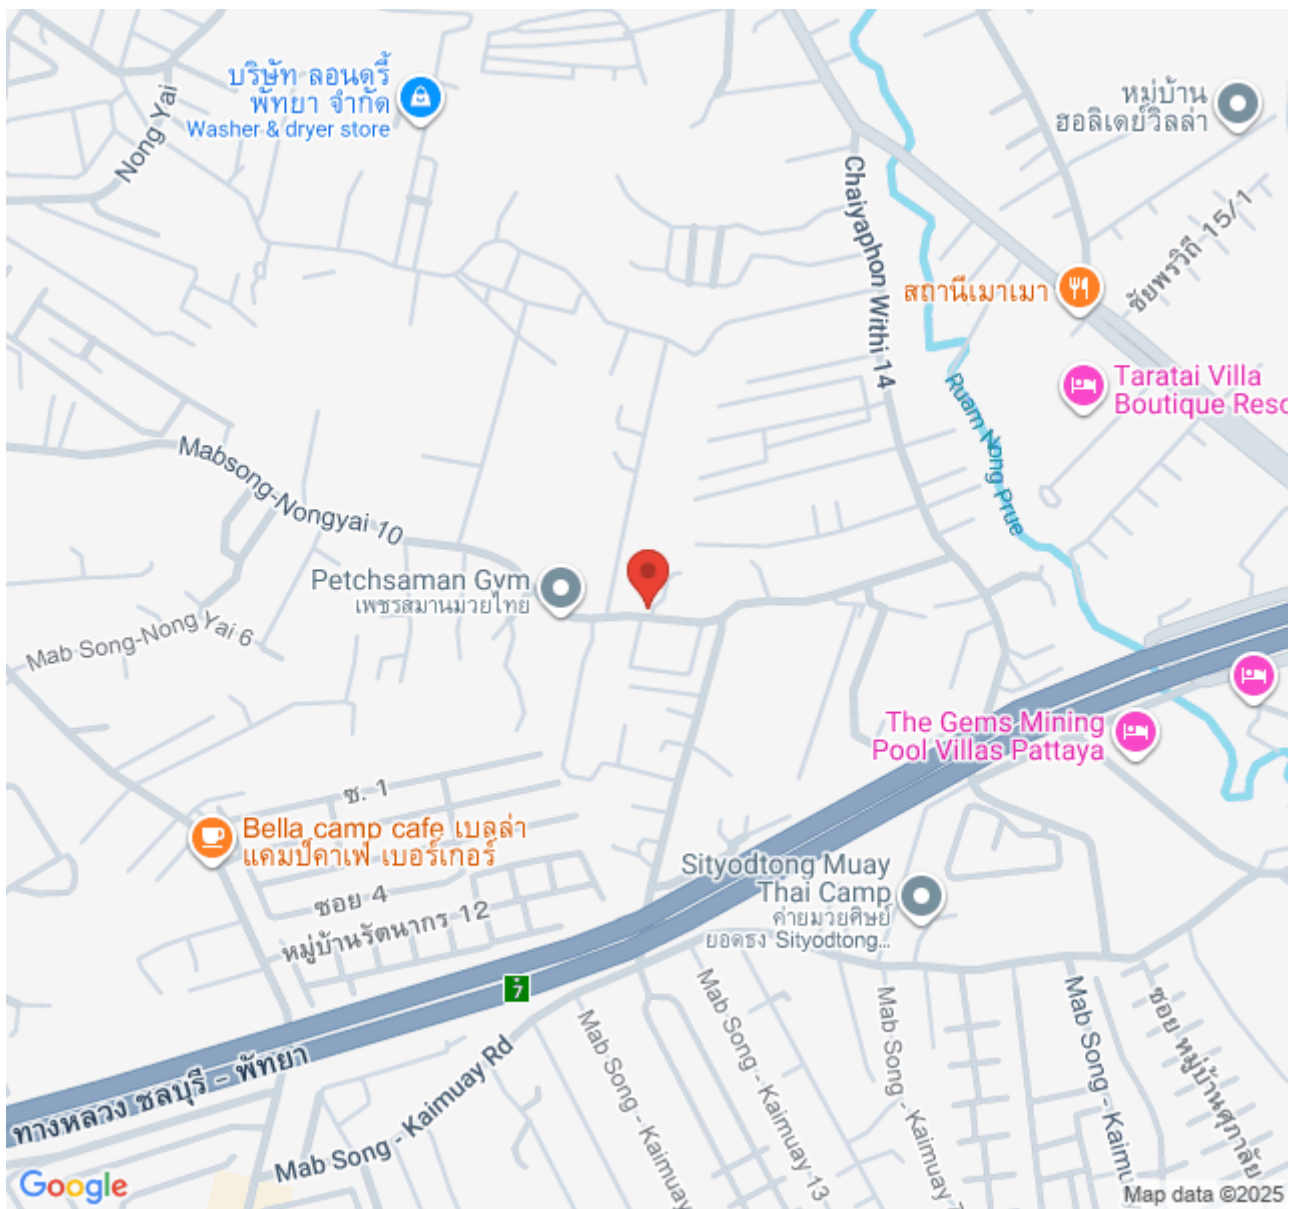 บริษัท ลอนดรี้
พัทยา จำกัด
Washer & dryer store
Nong Yai
หมู่บ้าน
ฮอลิเดย์วิลล่า
Chaiyaphon Withi 14
ชัยพรวิถี 15/1
สถานีเมาเมา
Taratai Villa
Boutique Reso
Ruam Nong Prue
Mabsong-Nongyai 10
Petchsaman Gym
เพชรสมานมวยไทย
Mab Song-Nong Yai 6
The Gems Mining
Pool Villas Pattaya
ซ. 1
Bella camp cafe เบลล่า
แคมป์คาเฟ่ เบอร์เกอร์
ซอย 4
หมู่บ้านรัตนากร 12
Sityodtong Muay
Thai Camp
ค่ายมวยศิษย์
ยอดธง Sityodtong...
7
ทางหลวง ชลบุรี - พัทยา
Mab Song - Kaimuay Rd
Mab Song - Kaimuay
Mab Song - Kaimuay 13
Mab Song - Kaimuay 7
Mab Song - Kaimu
ซอย หมู่บ้านศุภาลัย
Google
Map data ©2025